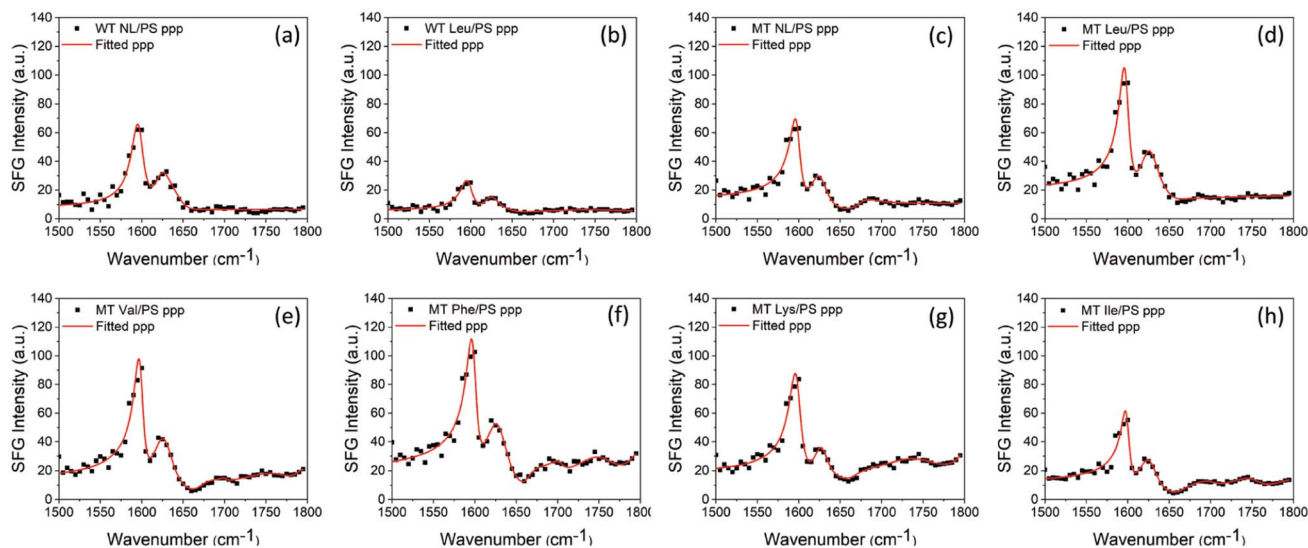 WT NL/PS ppp
Fitted ppp
(a)
SFG Intensity (a.u.)
140
120
100
80
60
40
20
0
1500 1550 1600 1650 1700 1750 1800
Wavenumber (cm-1)
WT Leu/PS ppp
Fitted ppp
(b)
SFG Intensity (a.u.)
140
120
100
80
60
40
20
0
1500 1550 1600 1650 1700 1750 1800
Wavenumber (cm-1)
MT NL/PS ppp
Fitted ppp
(c)
SFG Intensity (a.u.)
140
120
100
80
60
40
20
0
1500 1550 1600 1650 1700 1750 1800
Wavenumber (cm-1)
MT Leu/PS ppp
Fitted ppp
(d)
SFG Intensity (a.u.)
140
120
100
80
60
40
20
0
1500 1550 1600 1650 1700 1750 1800
Wavenumber (cm-1)
MT Val/PS ppp
Fitted ppp
(e)
SFG Intensity (a.u.)
140
120
100
80
60
40
20
0
1500 1550 1600 1650 1700 1750 1800
Wavenumber (cm-1)
MT Phe/PS ppp
Fitted ppp
(f)
SFG Intensity (a.u.)
140
120
100
80
60
40
20
0
1500 1550 1600 1650 1700 1750 1800
Wavenumber (cm-1)
MT Lys/PS ppp
Fitted ppp
(g)
SFG Intensity (a.u.)
140
120
100
80
60
40
20
0
1500 1550 1600 1650 1700 1750 1800
Wavenumber (cm-1)
MT Ile/PS ppp
Fitted ppp
(h)
SFG Intensity (a.u.)
140
120
100
80
60
40
20
0
1500 1550 1600 1650 1700 1750 1800
Wavenumber (cm-1)